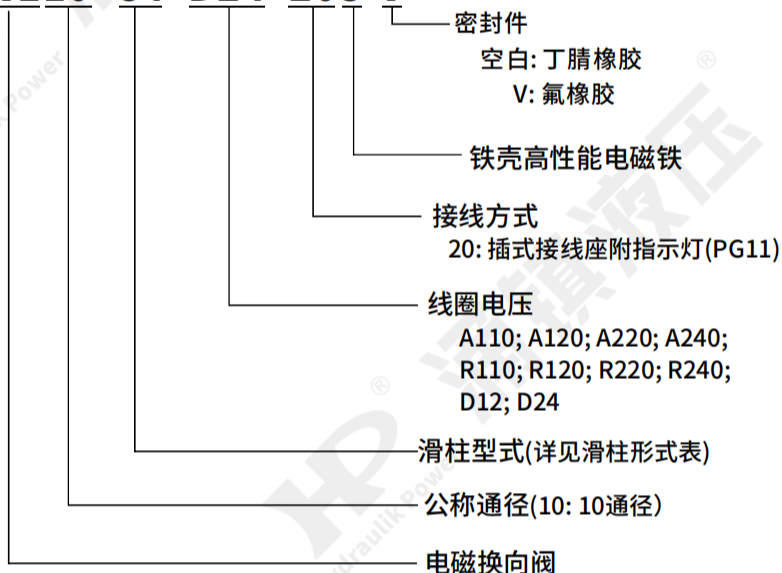 密封件
空白: 丁腈橡胶
V: 氟橡胶
铁壳高性能电磁铁
接线方式
20: 插式接线座附指示灯(PG11)
线圈电压
A110; A120; A220; A240;
R110; R120; R220; R240;
D12; D24
滑柱型式(详见滑柱形式表)
公称通径(10: 10通径）
电磁换向阀